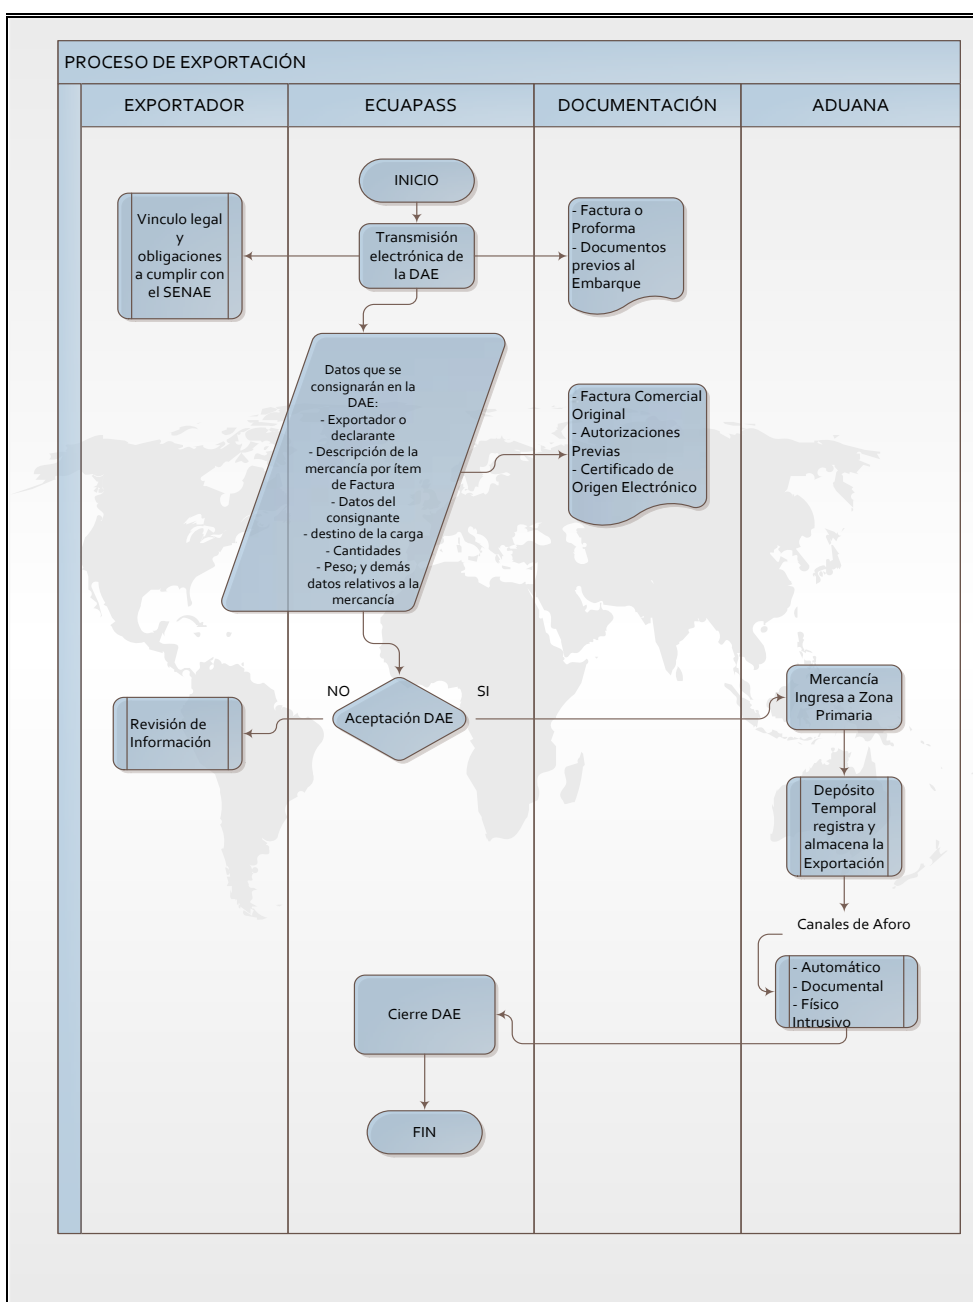 PROCESO DE EXPORTACIÓN
EXPORTADOR
ECUAPASS
DOCUMENTACIÓN
ADUANA
INICIO
Vinculo legal
y
obligaciones
a cumplir con
el SENAE
Transmisión
electrónica de
la DAE
- Factura o
Proforma
- Documentos
previos al
Embarque
Datos que se
consignarán en la
DAE:
- Exportador o
declarante
- Descripción de la
mercancía por ítem
de Factura
- Datos del
consignante
- destino de la carga
- Cantidades
- Peso; y demás
datos relativos a la
mercancía
- Factura Comercial
Original
- Autorizaciones
Previas
- Certificado de
Origen Electrónico
NO
SI
Aceptación DAE
Revisión de
Información
Mercancía
Ingresa a Zona
Primaria
Depósito
Temporal
registra y
almacena la
Exportación
Canales de Aforo
- Automático
- Documental
- Físico
Intrusivo
Cierre DAE
FIN